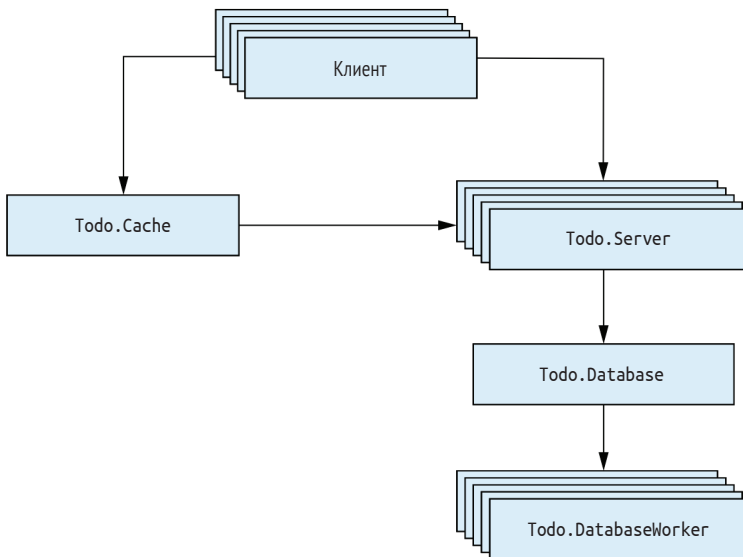 Клиент
Todo.Cache
Todo.Server
Todo.Database
Todo.DatabaseWorker